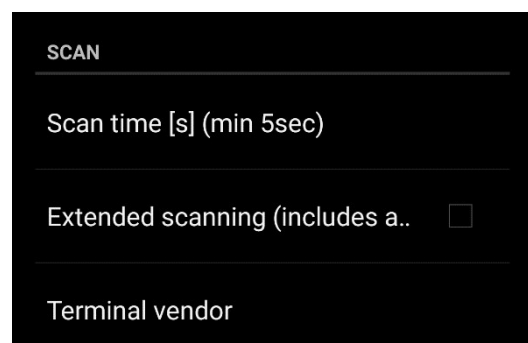 SCAN
Scan time [s] (min 5sec)
Extended scanning (includes a..
Terminal vendor